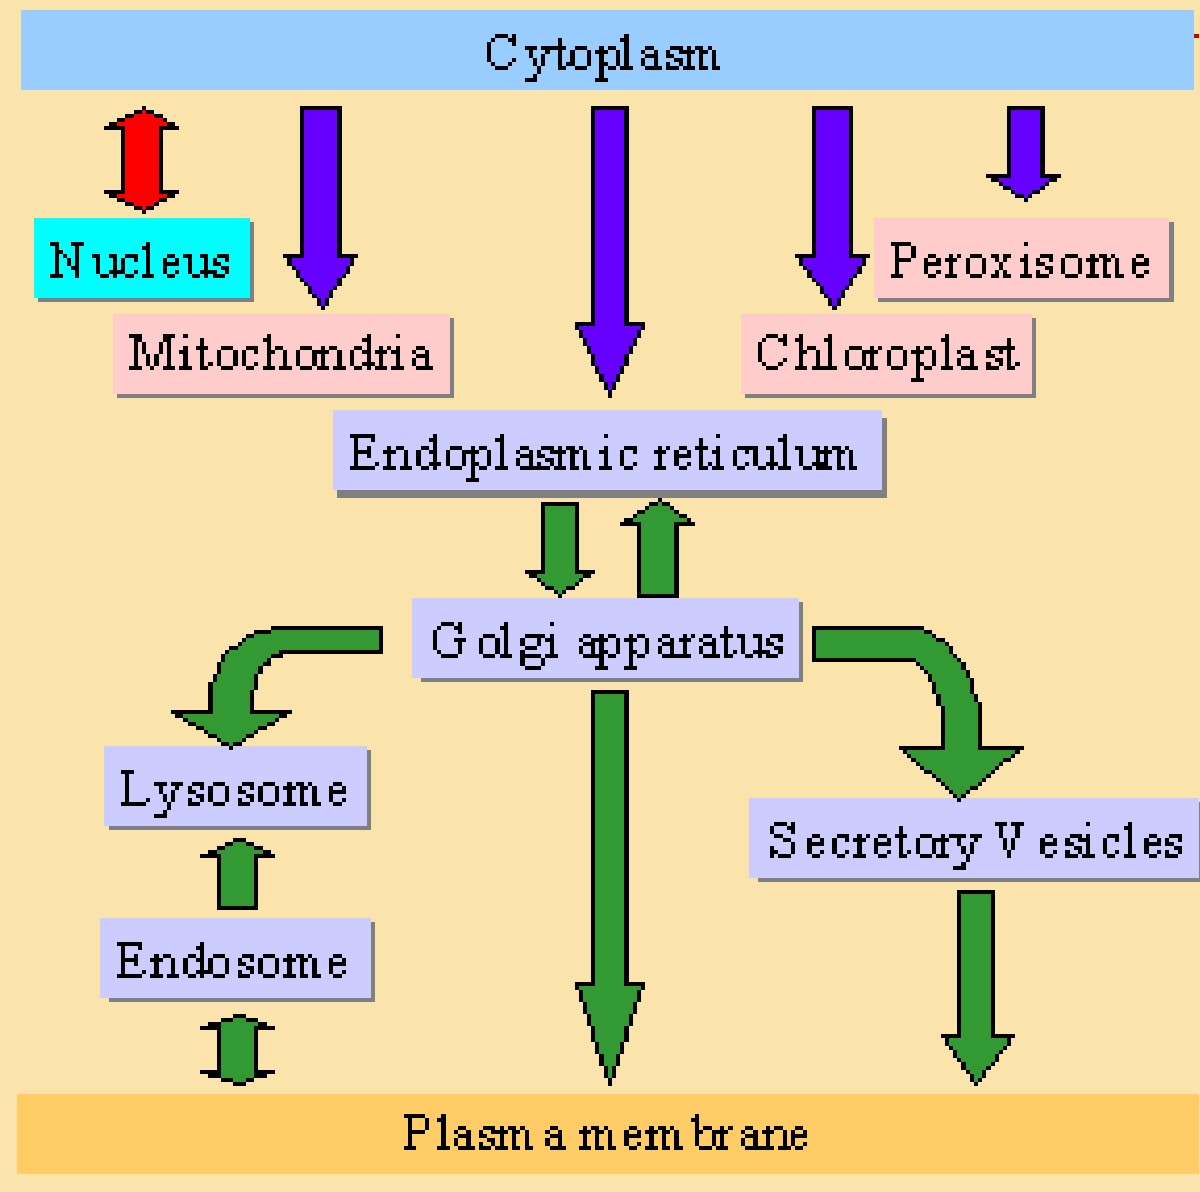 Cytoplasm
Nucleus
Peroxisome
Mitochondria
Chloroplast
Endoplasmic reticulum
Golgi apparatus
Lysosome
Secretory Vesicles
Endosome
Plasma membrane